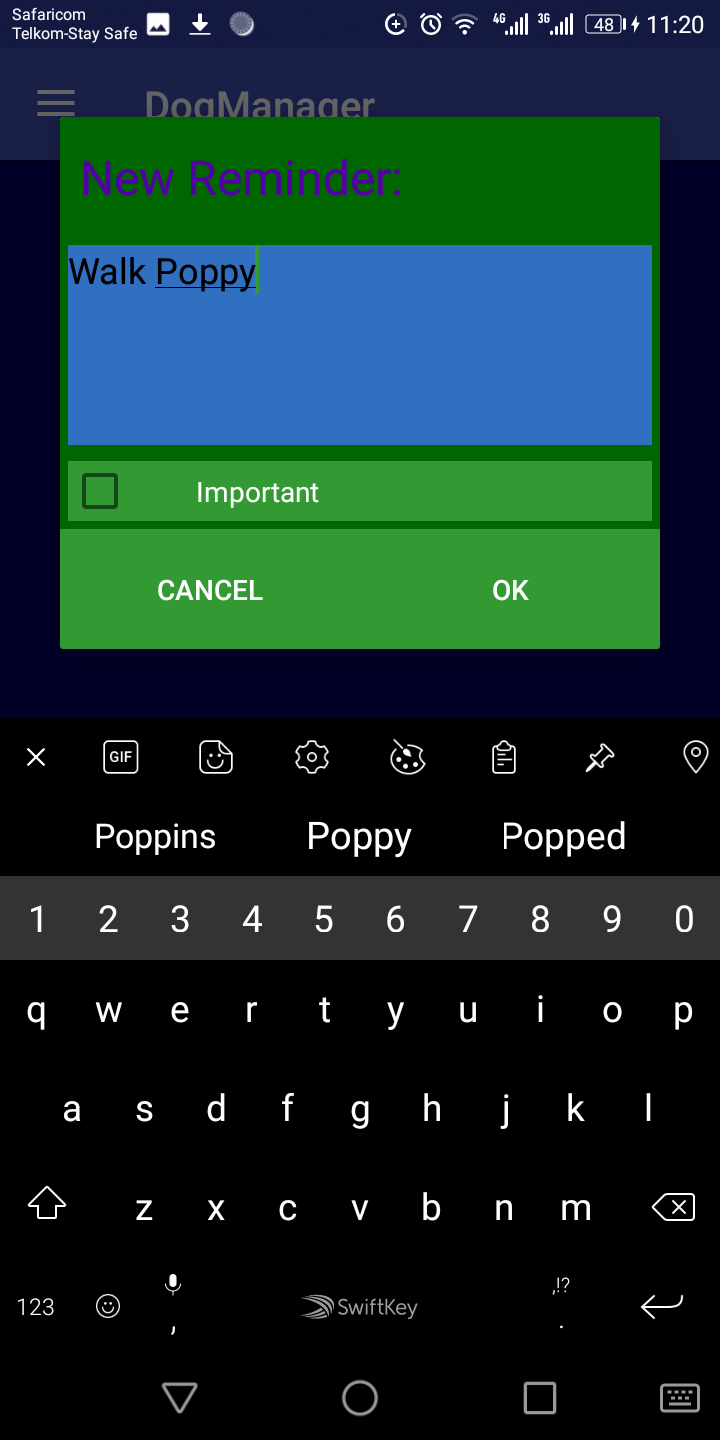 Safaricom
Telkom-Stay Safe
4G 3G 48 11:20
DogManager
New Reminder:
Walk Poppy
Important
CANCEL OK
GIF
Poppins Poppy Popped
1 2 3 4 5 6 7 8 9 0
q w e r t y u i o p
a s d f g h j k l
z x c v b n m
123 , SwiftKey ,!? .